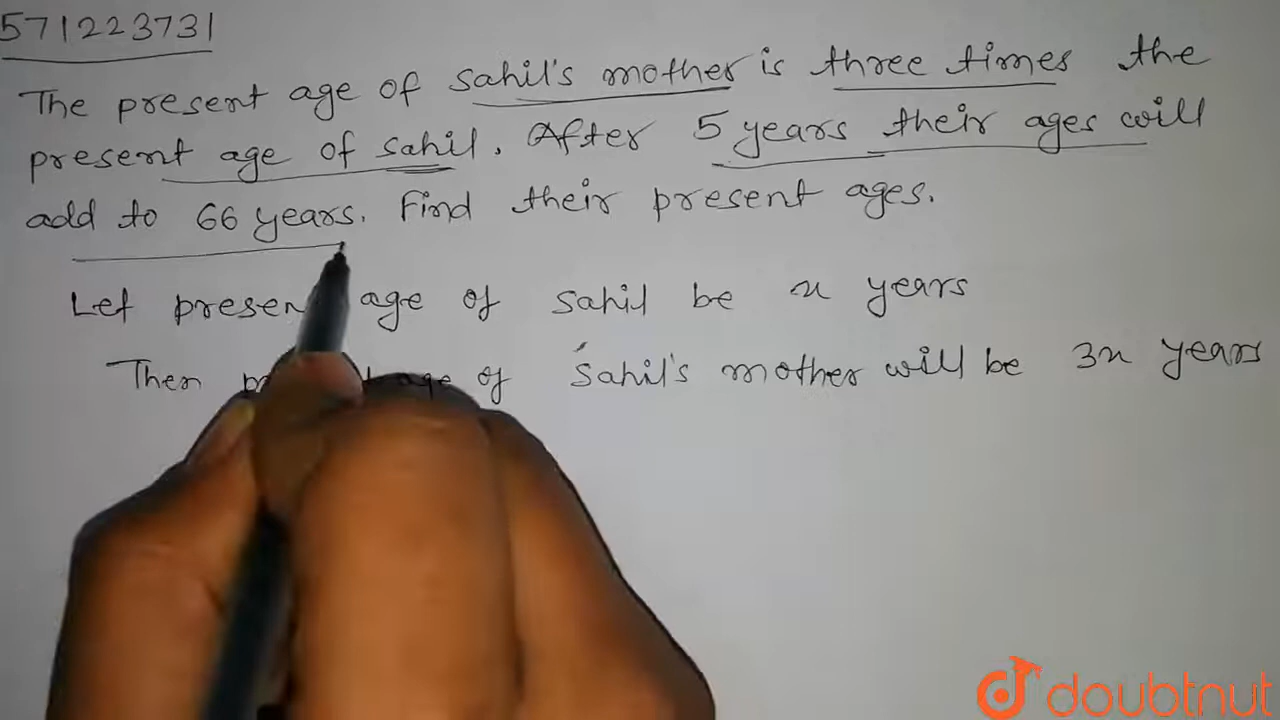 571223731
The present age of Sahil's mother is three times the
present age of sahil. After 5 years their ages will
add to 66 years. Find their present ages.
Let present age of Sahil be x years
Then age of Sahil's mother will be 3x years
doubtnut